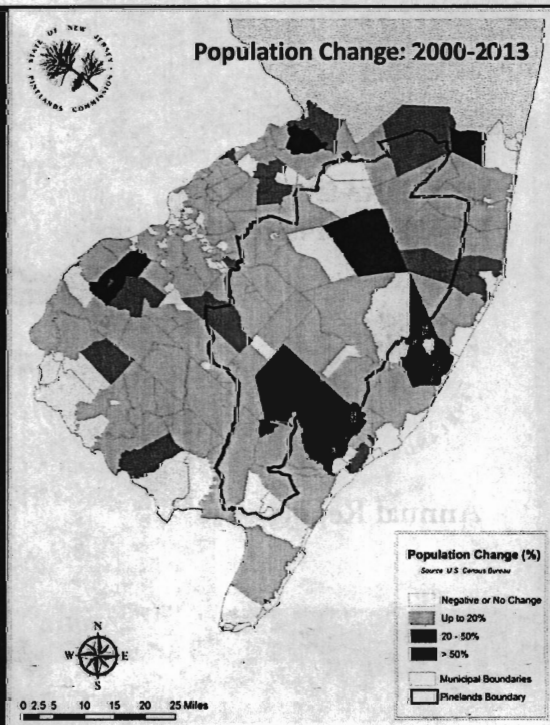 STATE OF NEW JERSEY
PINELANDS COMMISSION
Population Change: 2000-2013
Annual Re
Population Change (%)
Source U.S. Census Bureau
Negative or No Change
Up to 20%
20 - 50%
> 50%
Municipal Boundaries
Pinelands Boundary
N
W
E
S
0 2.5 5 10 15 20 25 Miles